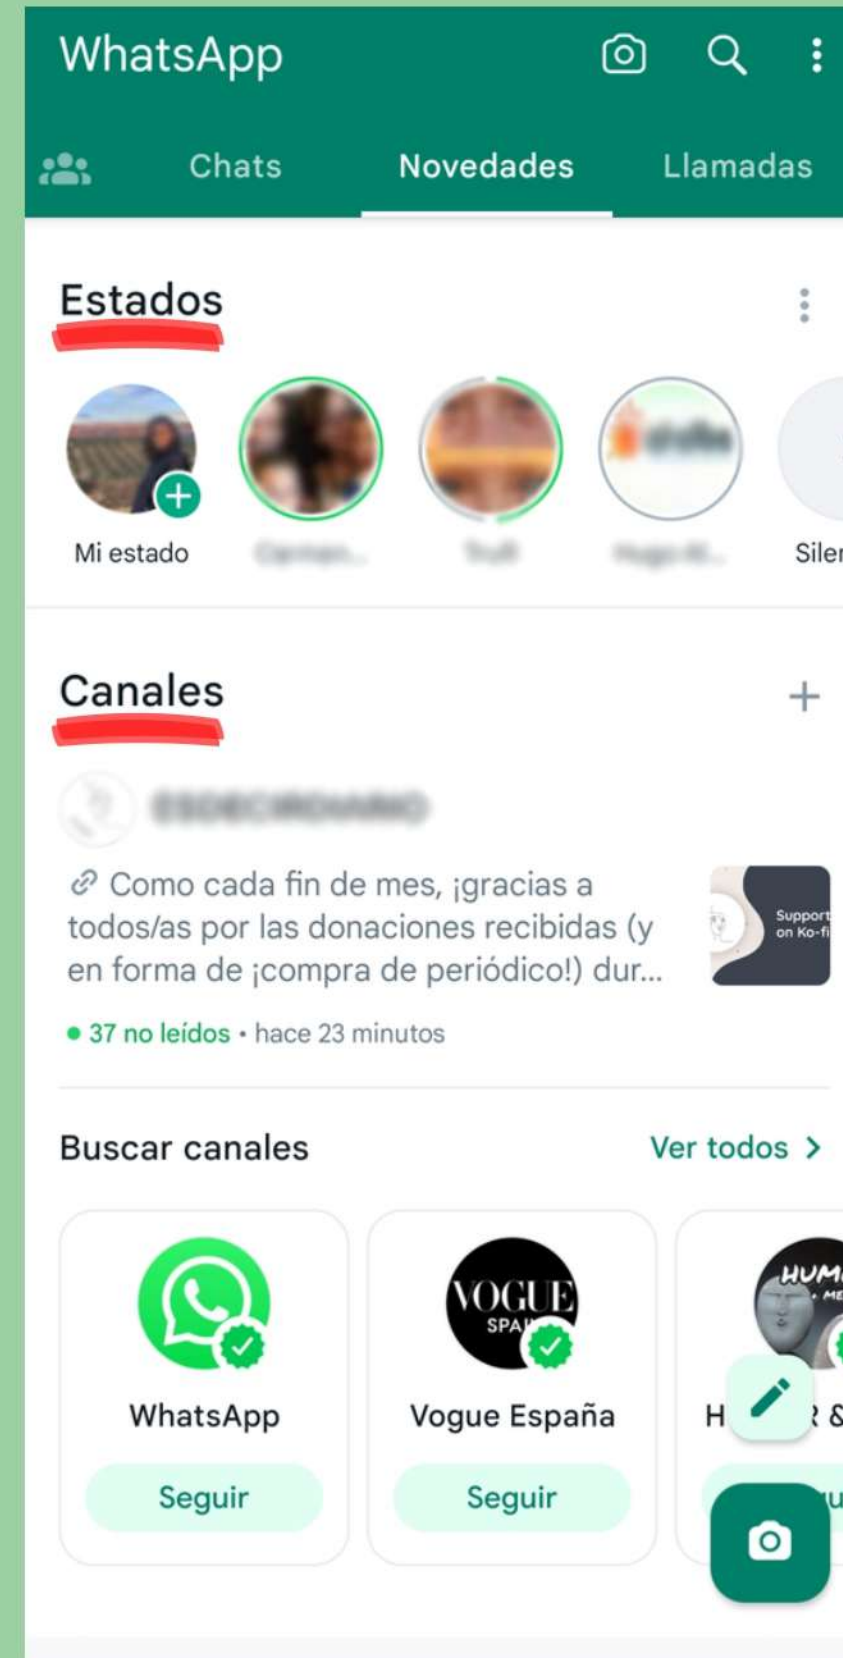 WhatsApp
Chats
Novedades
Llamadas
Estados
Mi estado
Canales
Como cada fin de mes, ¡gracias a
todos/as por las donaciones recibidas (y
en forma de ¡compra de periódico!) dur...
Support
on Ko-fi
37 no leídos • hace 23 minutos
Buscar canales
Ver todos >
VOGUE
WhatsApp
Vogue España
Seguir
Seguir